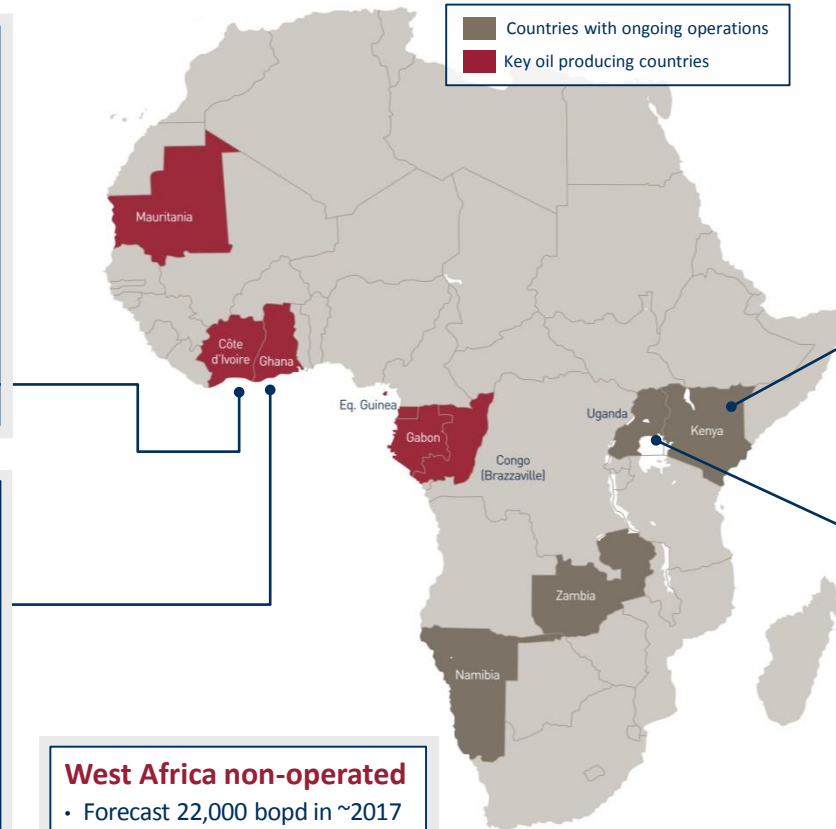 Countries with ongoing operations
Key oil producing countries
Mauritania
Côte
d'Ivoire
Ghana
Eq. Guinea
Gabon
Congo
(Brazzaville)
Uganda
Kenya
Zambia
Namibia
West Africa non-operated
• Forecast 22,000 bopd in ~2017